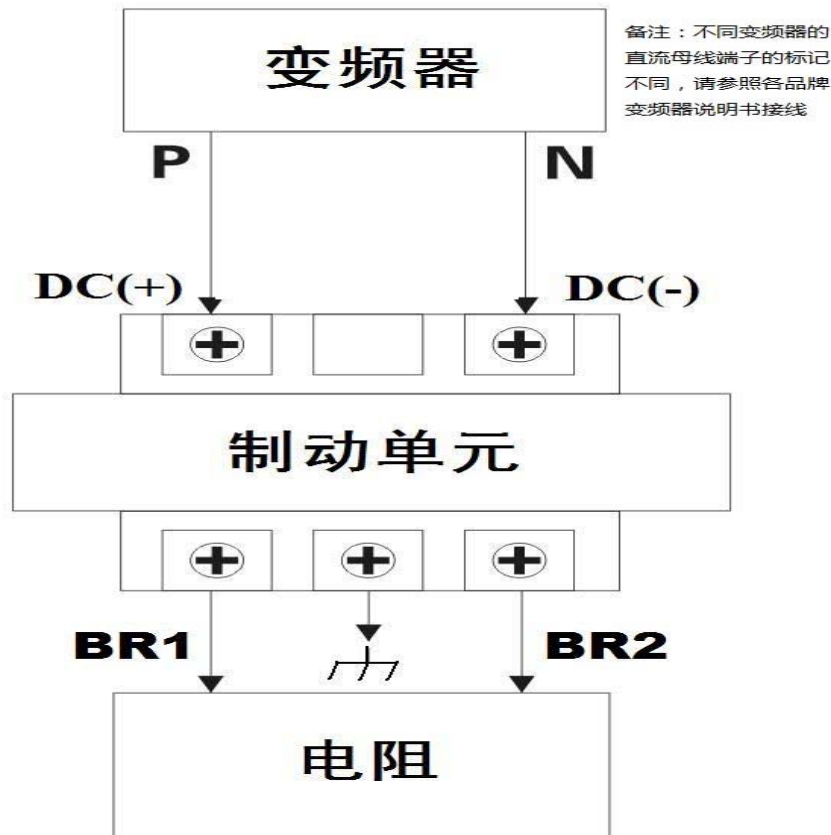 变频器
备注：不同变频器的
直流母线端子的标记
不同，请参照各品牌
变频器说明书接线
P
N
DC(+)
DC(-)
制动单元
BR1
BR2
电阻